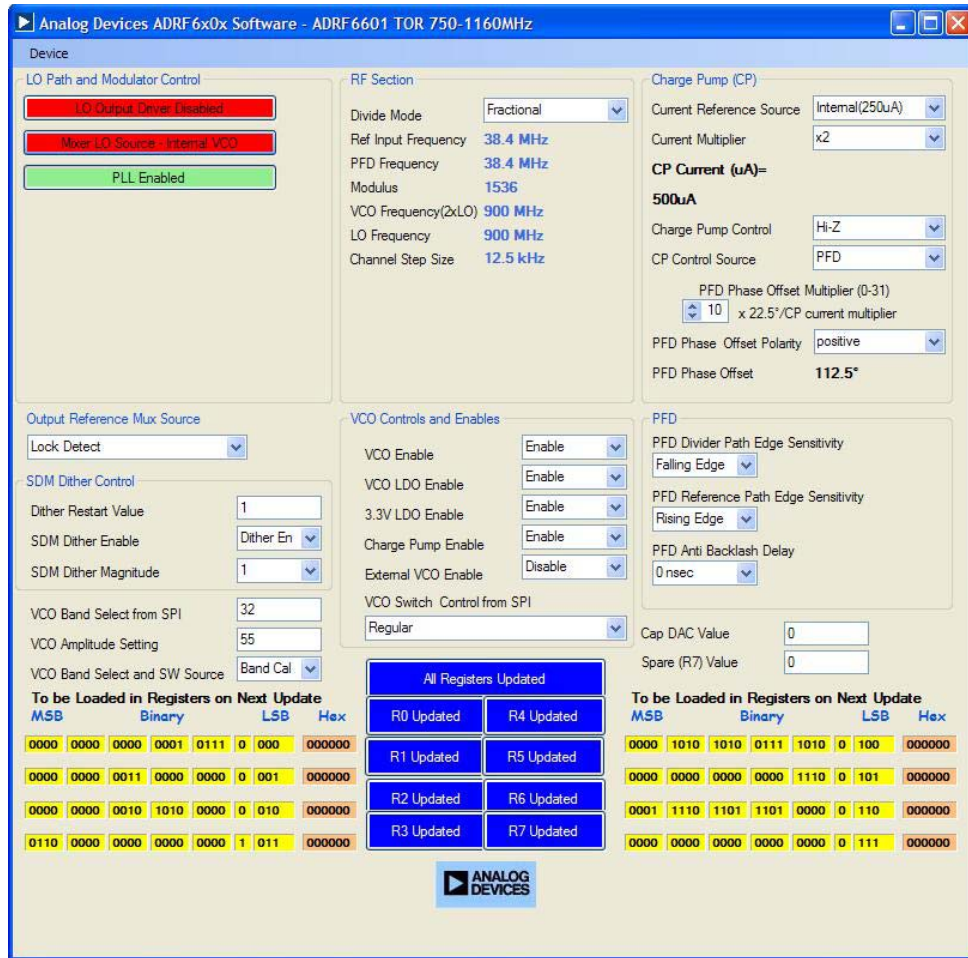 Analog Devices ADRF6x0x Software - ADRF6601 TOR 750-1160MHz
Device
LO Path and Modulator Control
LO Output Driver Disabled
Mixer LO Source - Internal VCO
PLL Enabled
RF Section
Divide Mode Fractional
Ref Input Frequency 38.4 MHz
PFD Frequency 38.4 MHz
Modulus 1536
VCO Frequency(2xLO) 900 MHz
LO Frequency 900 MHz
Channel Step Size 12.5 kHz
Charge Pump (CP)
Current Reference Source Internal(250uA)
Current Multiplier x2
CP Current (uA)=
500uA
Charge Pump Control Hi-Z
CP Control Source PFD
PFD Phase Offset Multiplier (0-31)
10 x 22.5°/CP current multiplier
PFD Phase Offset Polarity positive
PFD Phase Offset 112.5°
Output Reference Mux Source
Lock Detect
SDM Dither Control
Dither Restart Value 1
SDM Dither Enable Dither En
SDM Dither Magnitude 1
VCO Band Select from SPI 32
VCO Amplitude Setting 55
VCO Band Select and SW Source Band Cal
VCO Controls and Enables
VCO Enable Enable
VCO LDO Enable Enable
3.3V LDO Enable Enable
Charge Pump Enable Enable
External VCO Enable Disable
VCO Switch Control from SPI
Regular
PFD
PFD Divider Path Edge Sensitivity
Falling Edge
PFD Reference Path Edge Sensitivity
Rising Edge
PFD Anti Backlash Delay
0 nsec
Cap DAC Value 0
Spare (R7) Value 0
To be Loaded in Registers on Next Update
MSB Binary LSB Hex
0000 0000 0000 0001 0111 0 000 000000
0000 0000 0011 0000 0000 0 001 000000
0000 0000 0010 1010 0000 0 010 000000
0110 0000 0000 0000 0000 1 011 000000
All Registers Updated
R0 Updated R4 Updated
R1 Updated R5 Updated
R2 Updated R6 Updated
R3 Updated R7 Updated
To be Loaded in Registers on Next Update
MSB Binary LSB Hex
0000 1010 1010 0111 1010 0 100 000000
0000 0000 0000 0000 1110 0 101 000000
0001 1110 1101 1101 0000 0 110 000000
0000 0000 0000 0000 0000 0 111 000000
ANALOG
DEVICES